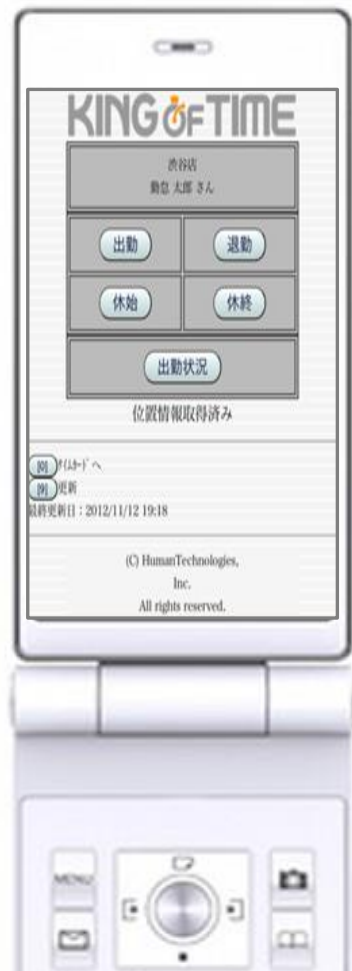 KING OF TIME
渋谷店
勤怠 太郎 さん
出勤 退勤
休始 休終
出勤状況
位置情報取得済み
[0] タイムカードへ
[9] 更新
最終更新日：2012/11/12 19:18
(C) HumanTechnologies,
Inc.
All rights reserved.
MENU